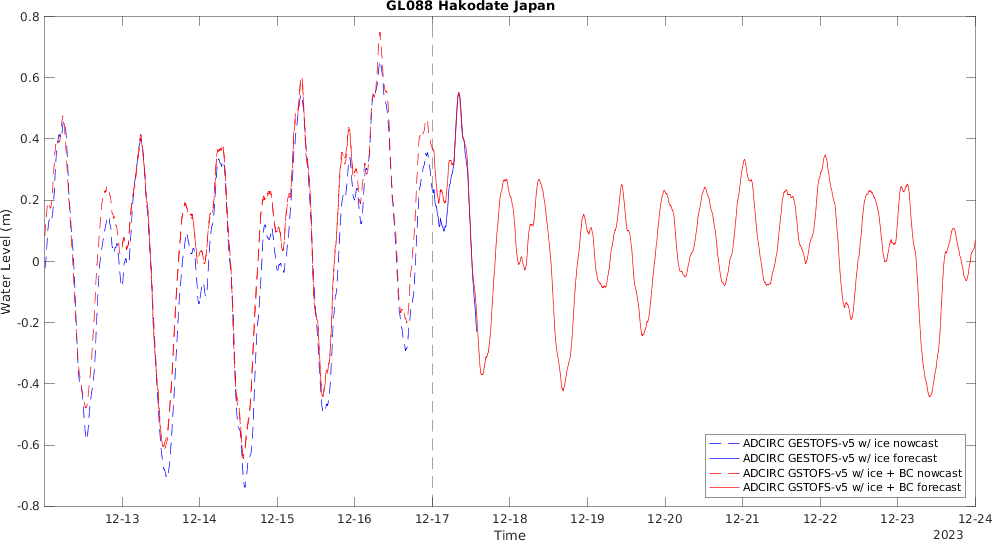 GL088 Hakodate Japan
0.8
0.6
0.4
0.2
0
-0.2
-0.4
-0.6
-0.8
Water Level (m)
12-13 12-14 12-15 12-16 12-17 12-18 12-19 12-20 12-21 12-22 12-23 12-24
Time
2023
ADCIRC GESTOFS-v5 w/ ice nowcast
ADCIRC GESTOFS-v5 w/ ice forecast
ADCIRC GSTOFS-v5 w/ ice + BC nowcast
ADCIRC GSTOFS-v5 w/ ice + BC forecast